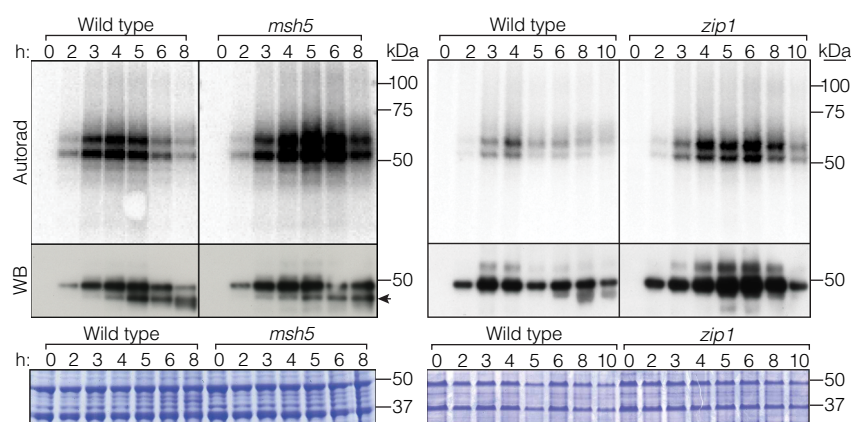 Wild type msh5 Wild type zip1
h: 0 2 3 4 5 6 8 0 2 3 4 5 6 8 kDa 0 2 3 4 5 6 8 10 0 2 3 4 5 6 8 10 kDa
Autorad 100 75 50 100 75 50
WB 50 50
Wild type msh5 Wild type zip1
h: 0 2 3 4 5 6 8 0 2 3 4 5 6 8 0 2 3 4 5 6 8 10 0 2 3 4 5 6 8 10
50 50
37 37